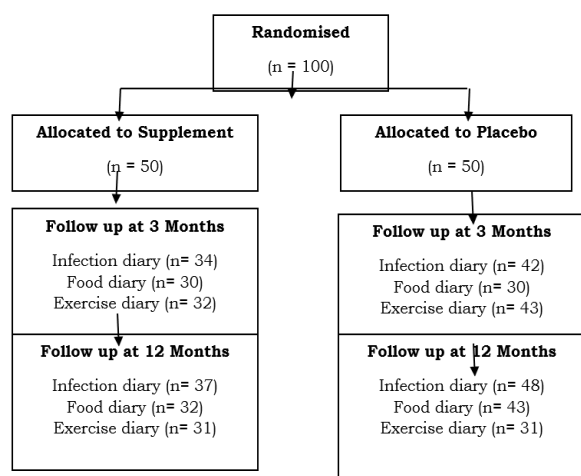 Randomised
(n = 100)
Allocated to Supplement
(n = 50)
Allocated to Placebo
(n = 50)
Follow up at 3 Months
Infection diary (n= 34)
Food diary (n= 30)
Exercise diary (n= 32)
Follow up at 3 Months
Infection diary (n= 42)
Food diary (n= 30)
Exercise diary (n= 43)
Follow up at 12 Months
Infection diary (n= 37)
Food diary (n= 32)
Exercise diary (n= 31)
Follow up at 12 Months
Infection diary (n= 48)
Food diary (n= 43)
Exercise diary (n= 31)